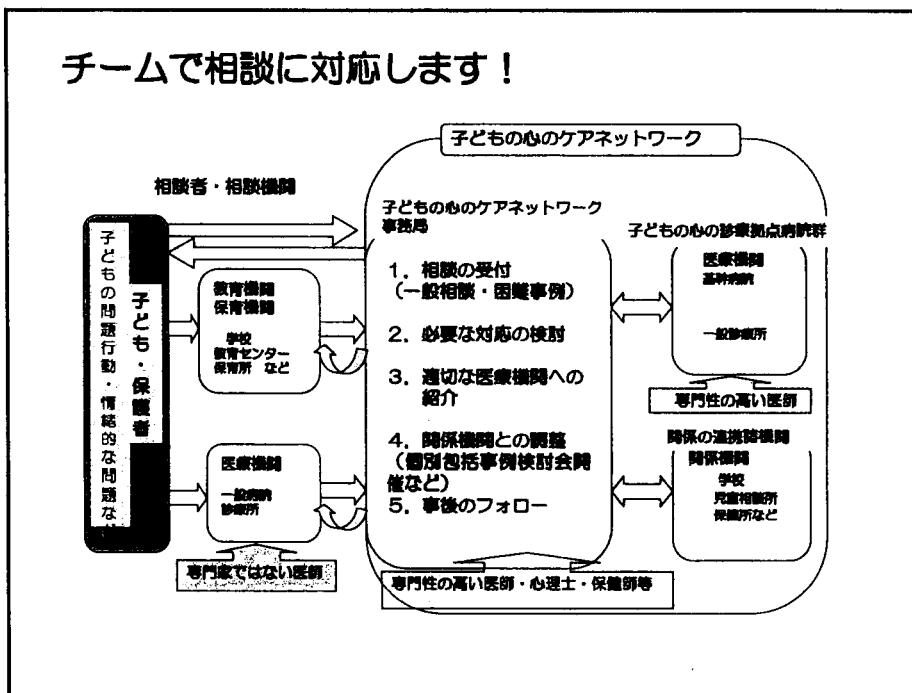 チームで相談に対応します!
子どもの心のケアネットワーク
相談者・相談機関
子どもの問題行動・情緒的な問題など
子ども・保護者
教育機関
保育機関
学校
教育センター
保育所 など
医療機関
一般病院
診療所
専門家ではない医師
子どもの心のケアネットワーク
事務局
1．相談の受付
(一般相談・困難事例)
2．必要な対応の検討
3．適切な医療機関への
紹介
4．関係機関との調整
(個別包括事例検討会開
催など)
5．事後のフォロー
専門性の高い医師・心理士・保健師等
子どもの心の診療拠点病院群
医療機関
基幹病院
一般診療所
専門性の高い医師
関係の連携諸機関
関係機関
学校
児童相談所
保健所など